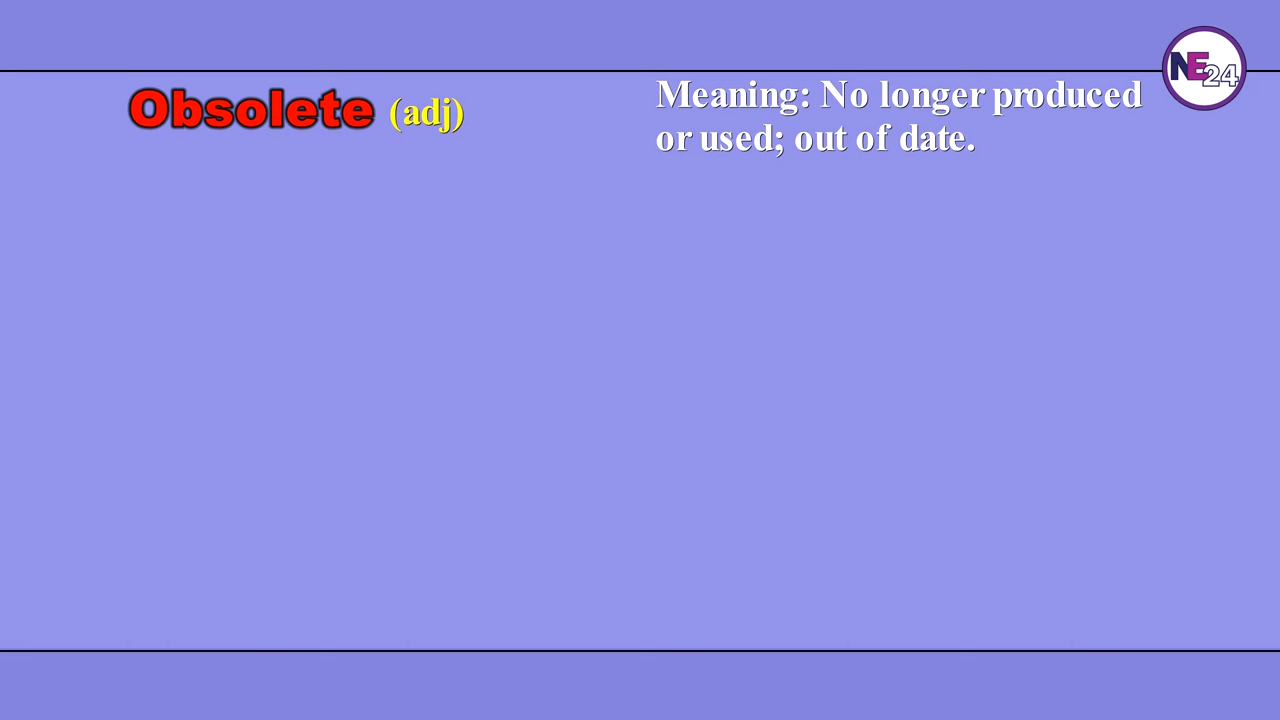 Obsolete (adj)
Meaning: No longer produced
or used; out of date.
NE24